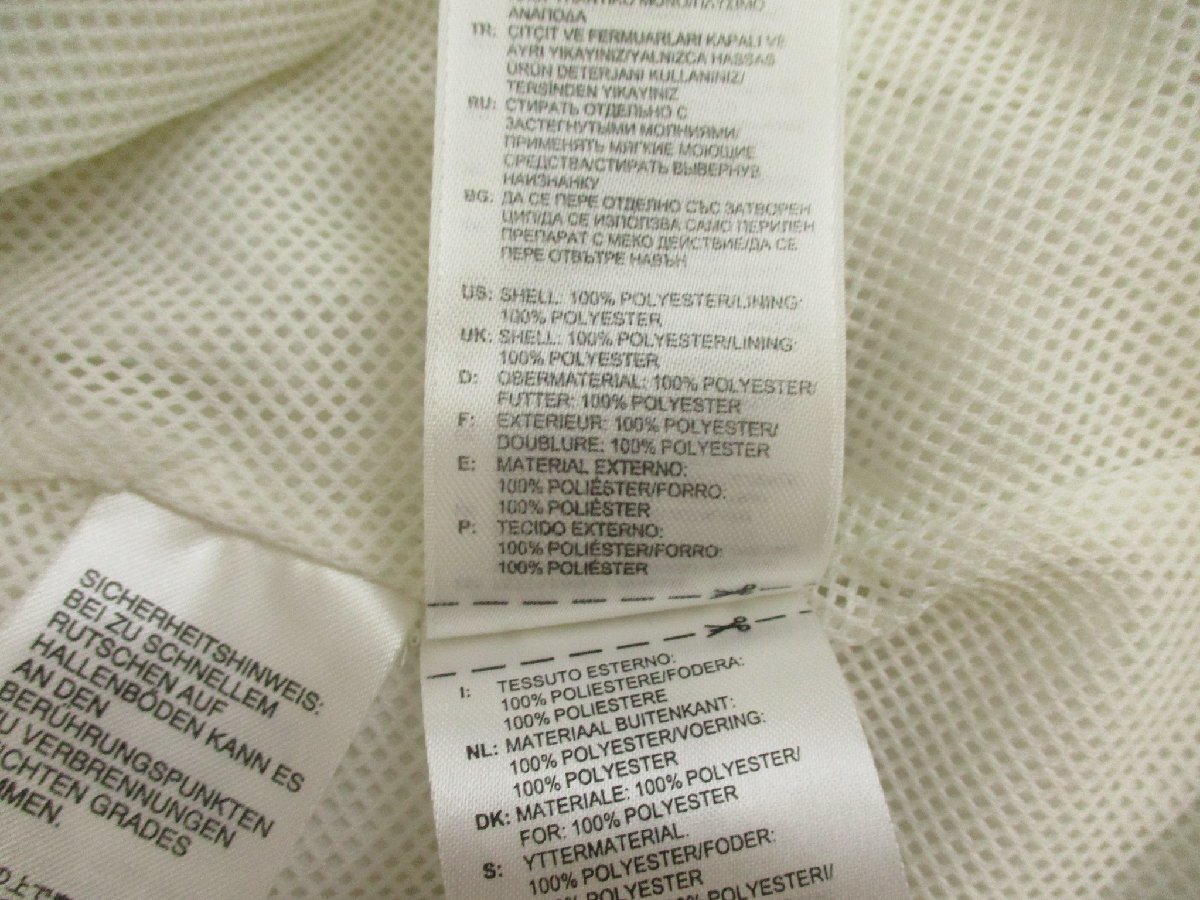 ΑΝΑΠΟΔΑ
TR: ÇITÇIT VE FERMUARLARI KAPALI VE
AYRI YIKAYINIZ/YALNIZCA HASSAS
ÜRÜN DETERJANI KULLANINIZ/
TERSİNDEN YIKAYINIZ
RU: СТИРАТЬ ОТДЕЛЬНО С
ЗАСТЕГНУТЫМИ МОЛНИЯМИ/
ПРИМЕНЯТЬ МЯГКИЕ МОЮЩИЕ
СРЕДСТВА/СТИРАТЬ ВЫВЕРНУВ
НАИЗНАНКУ
BG: ДА СЕ ПЕРЕ ОТДЕЛНО СЪС ЗАТВОРЕН
ЦИП/ДА СЕ ИЗПОЛЗВА САМО ПЕРИЛЕН
ПРЕПАРАТ С МЕКО ДЕЙСТВИЕ/ДА СЕ
ПЕРЕ ОТВЪТРЕ НАВЪН
US: SHELL: 100% POLYESTER/LINING:
100% POLYESTER
UK: SHELL: 100% POLYESTER/LINING:
100% POLYESTER
D: OBERMATERIAL: 100% POLYESTER/
FUTTER: 100% POLYESTER
F: EXTERIEUR: 100% POLYESTER/
DOUBLURE: 100% POLYESTER
E: MATERIAL EXTERNO:
100% POLIÉSTER/FORRO:
100% POLIÉSTER
P: TECIDO EXTERNO:
100% POLIÉSTER/FORRO:
100% POLIÉSTER
I: TESSUTO ESTERNO:
100% POLIESTERE/FODERA:
100% POLIESTERE
NL: MATERIAAL BUITENKANT:
100% POLYESTER/VOERING:
100% POLYESTER
DK: MATERIALE: 100% POLYESTER/
FOR: 100% POLYESTER
S: YTTERMATERIAL:
100% POLYESTER/FODER:
100% POLYESTER
SICHERHEITSHINWEIS:
BEI ZU SCHNELLEM
RUTSCHEN AUF
HALLENBÖDEN KANN ES
AN DEN
BERÜHRUNGSPUNKTEN
ZU VERBRENNUNGEN
ICHTEN GRADES
MMEN.